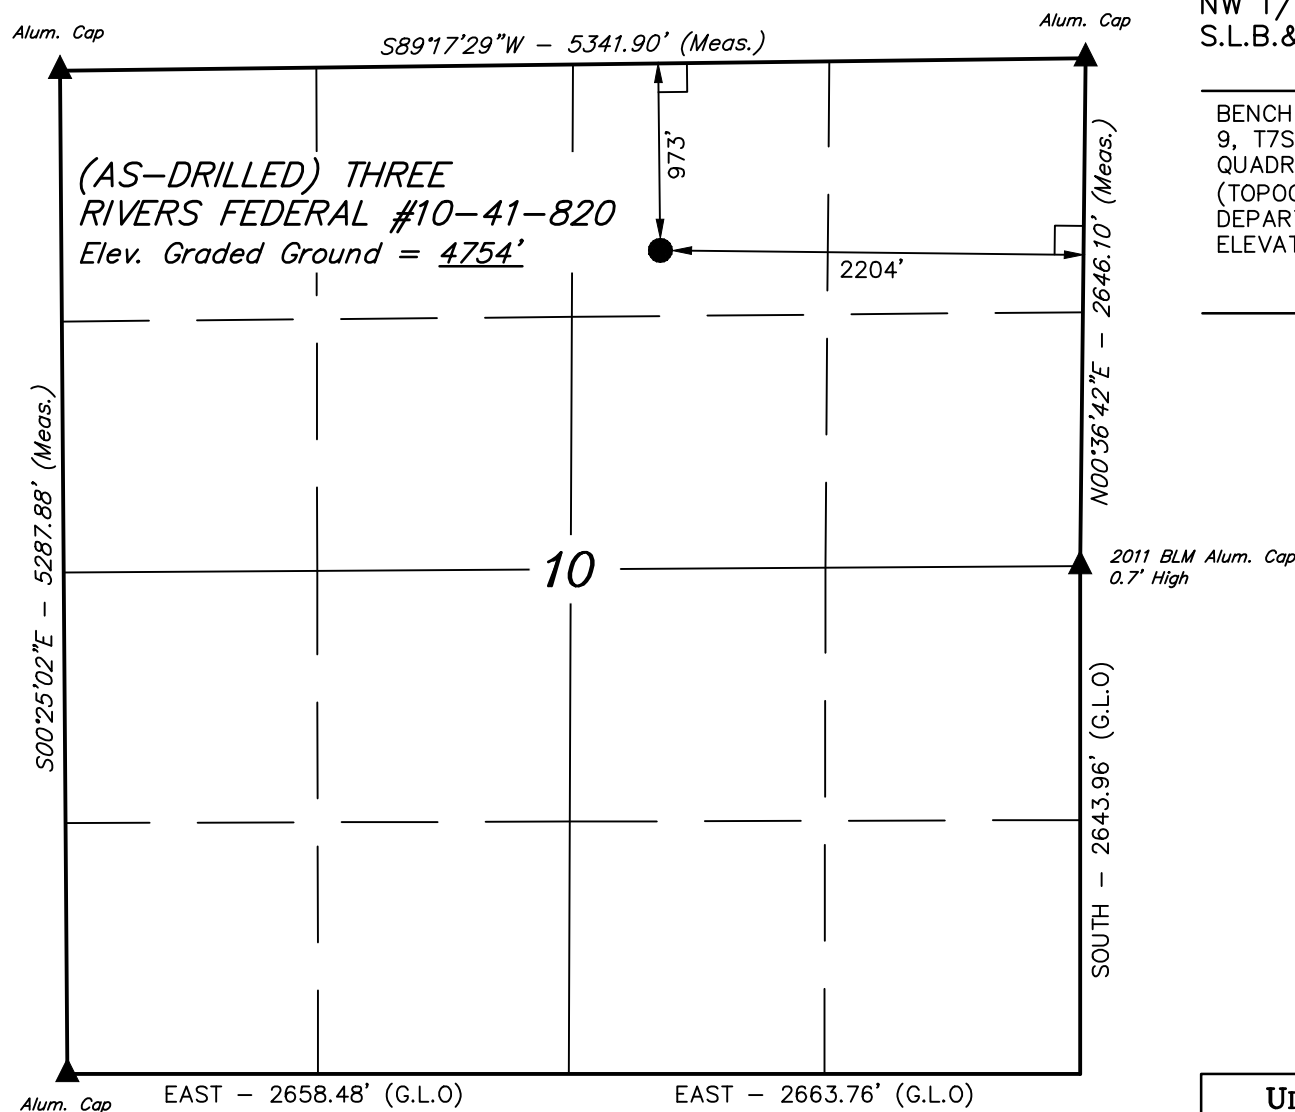 Alum. Cap
S89°17'29"W – 5341.90' (Meas.)
Alum. Cap
NW 1/
S.L.B.&
BENCH
9, T7S
QUADR
(TOPO
DEPAR
ELEVAT
973'
(AS–DRILLED) THREE
RIVERS FEDERAL #10–41–820
Elev. Graded Ground = 4754'
2204'
N00°36'42"E – 2646.10' (Meas.)
S00°25'02"E – 5287.88' (Meas.)
10
2011 BLM Alum. Cap
0.7' High
SOUTH – 2643.96' (G.L.O)
EAST – 2658.48' (G.L.O)
EAST – 2663.76' (G.L.O)
Alum. Cap